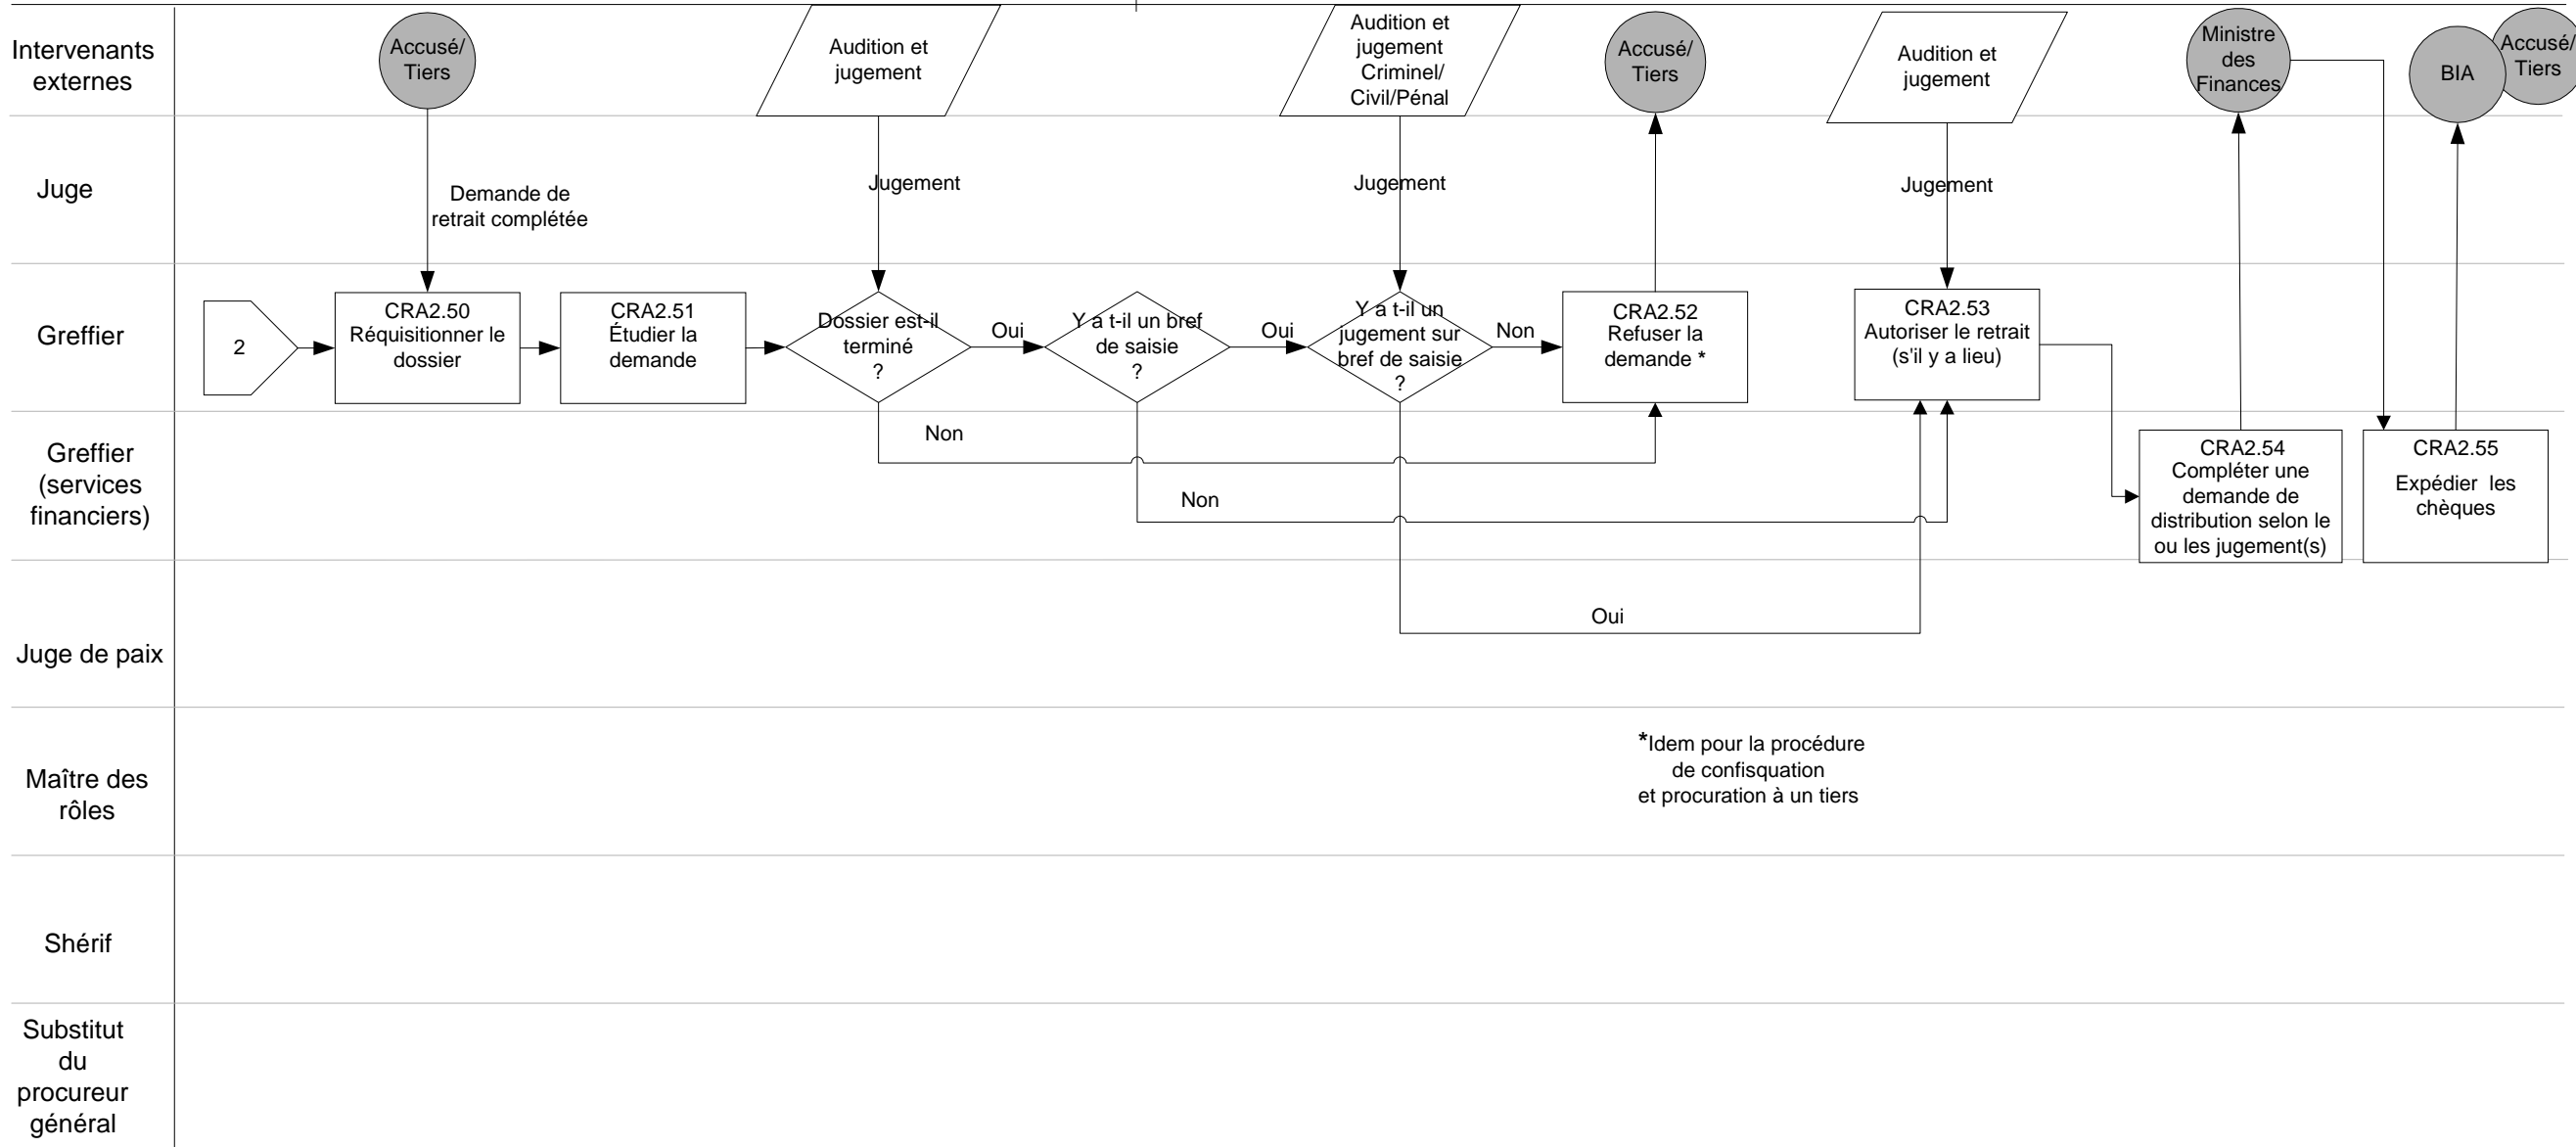 Intervenants
externes
Accusé/
Tiers
Audition et
jugement
Audition et
jugement
Criminel/
Civil/Pénal
Accusé/
Tiers
Audition et
jugement
Ministre
des
Finances
BIA
Accusé/
Tiers
Juge
Demande de
retrait complétée
Jugement
Jugement
Jugement
Greffier
2
CRA2.50
Réquisitionner le
dossier
CRA2.51
Étudier la
demande
Dossier est-il
terminé
?
Oui
Y a t-il un bref
de saisie
?
Oui
Y a t-il un
jugement sur
bref de saisie
?
Non
CRA2.52
Refuser la
demande *
CRA2.53
Autoriser le retrait
(s'il y a lieu)
Greffier
(services
financiers)
Non
Non
CRA2.54
Compléter une
demande de
distribution selon le
ou les jugement(s)
CRA2.55
Expédier les
chèques
Juge de paix
Oui
Maître des
rôles
*Idem pour la procédure
de confisquation
et procuration à un tiers
Shérif
Substitut
du
procureur
général